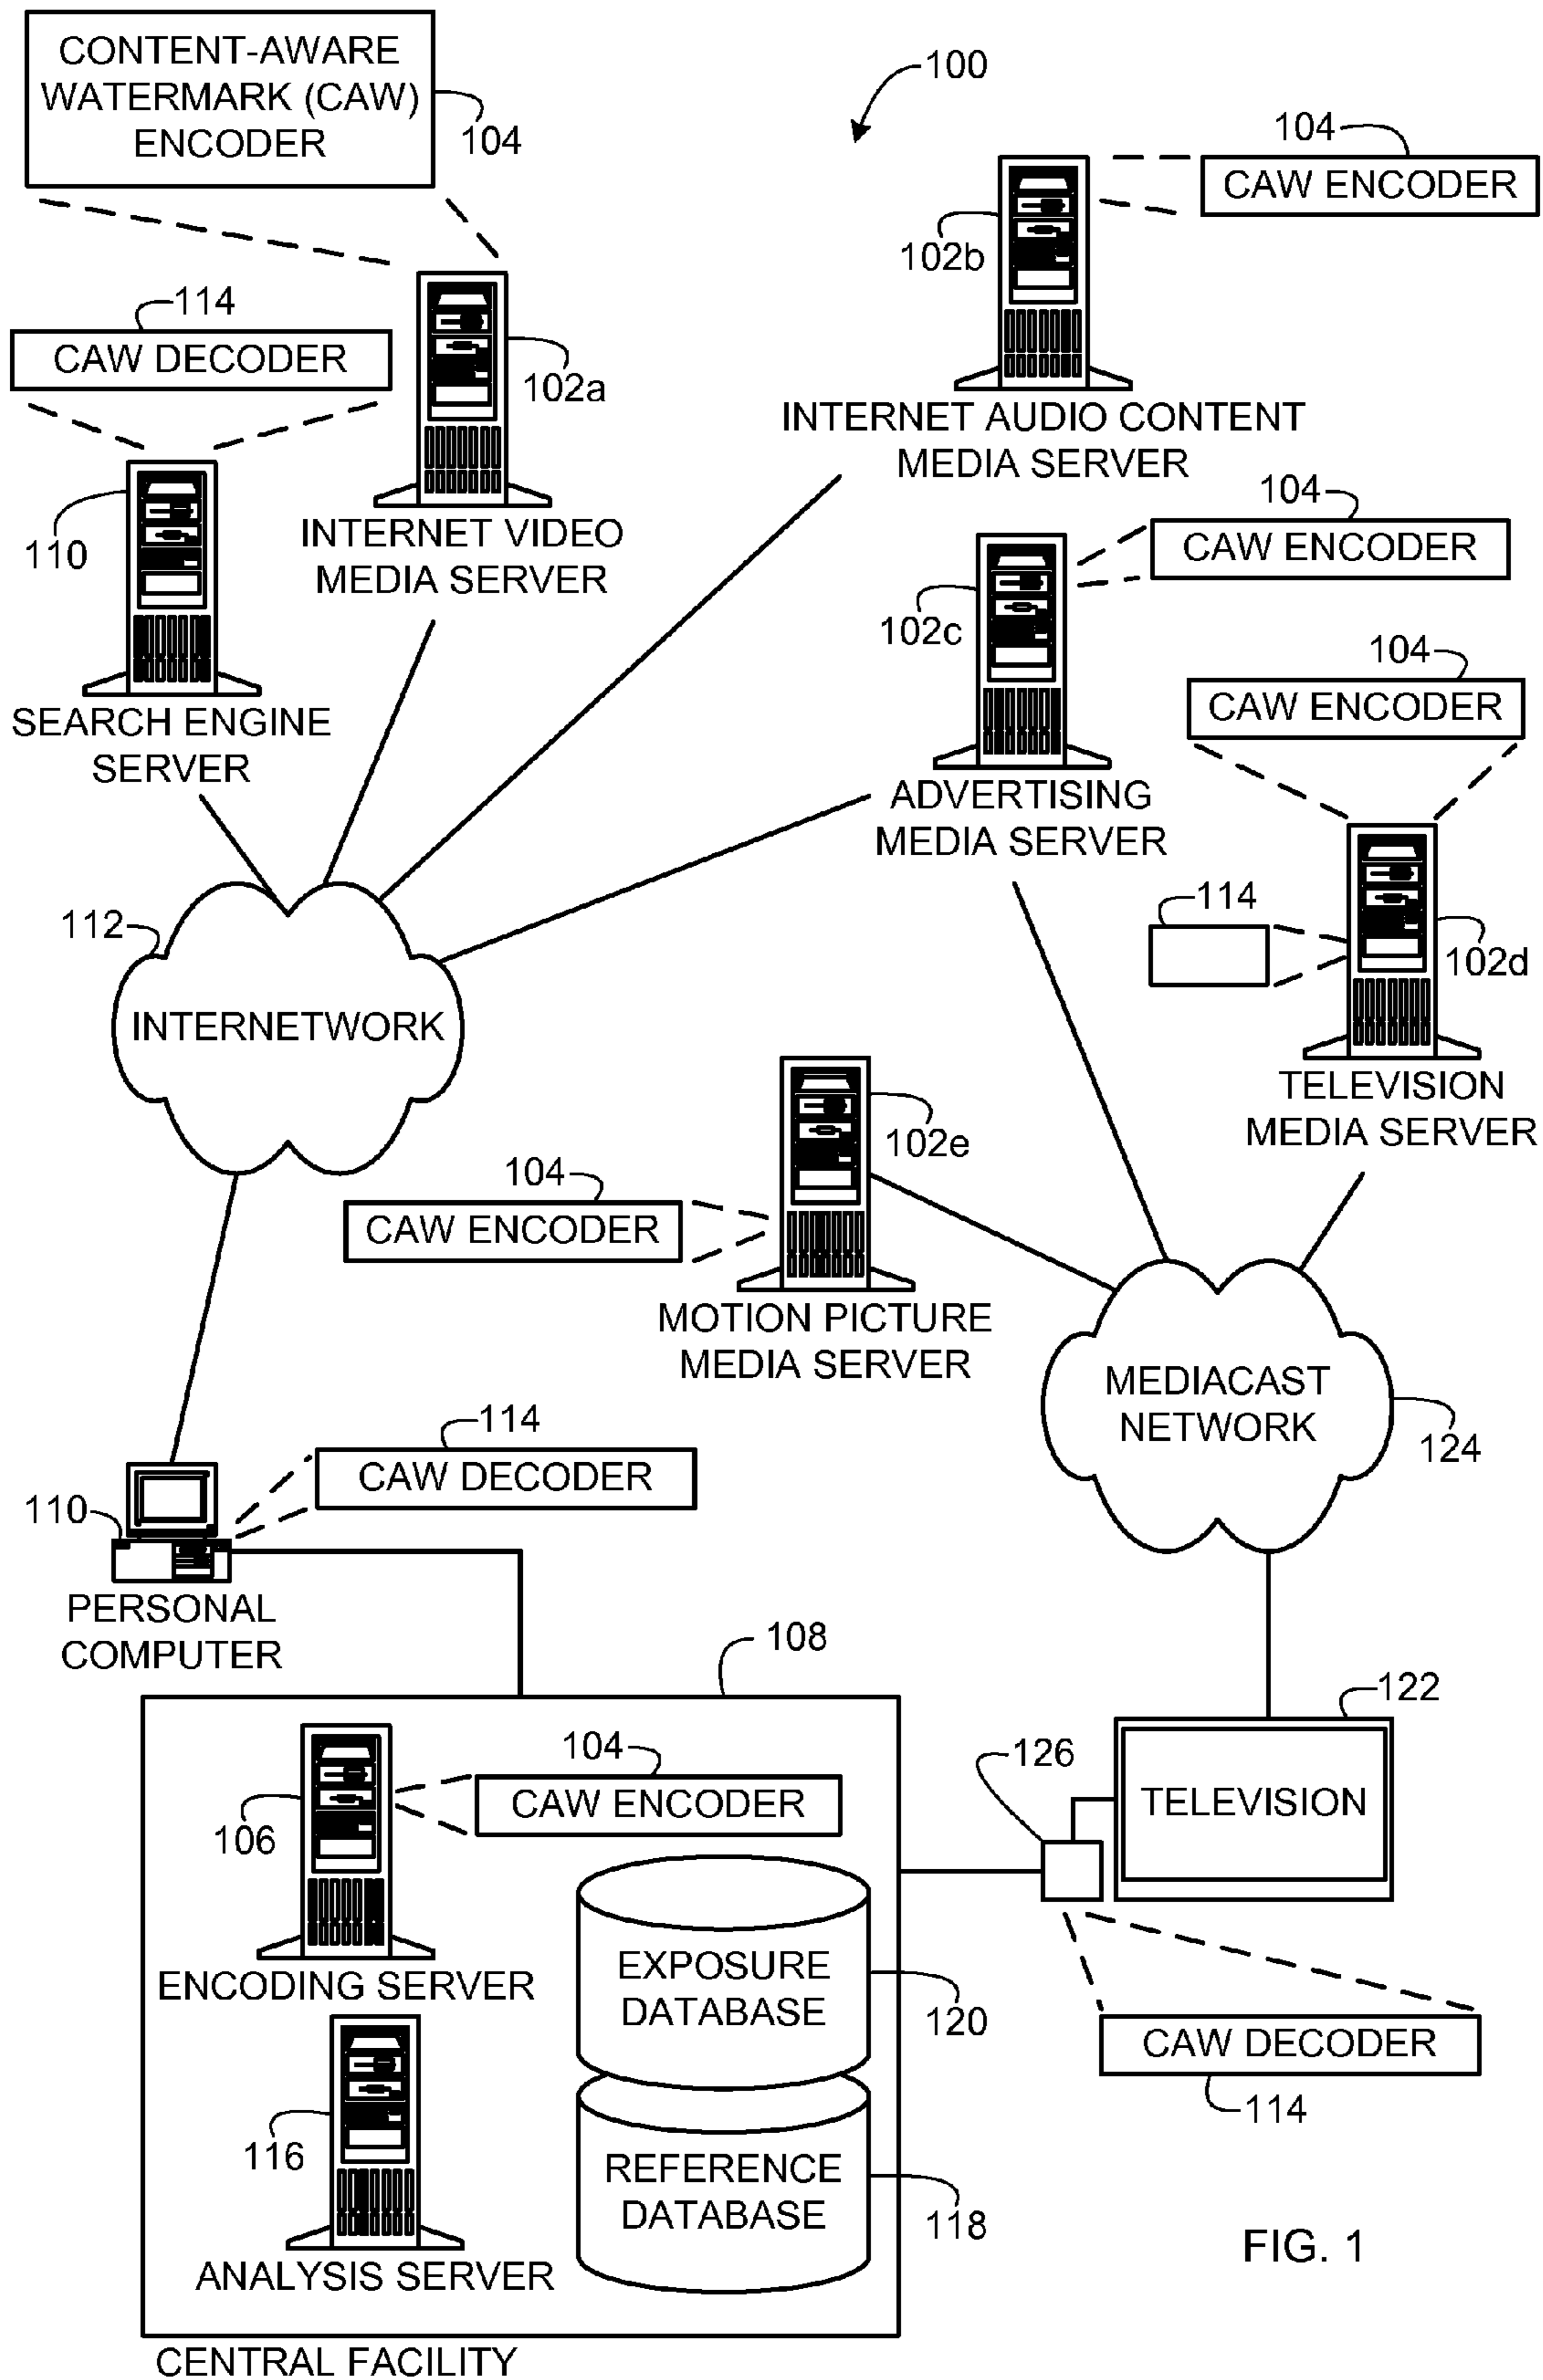 CONTENT-AWARE
WATERMARK (CAW)
ENCODER
104
100
104
CAW ENCODER
102b
INTERNET AUDIO CONTENT
MEDIA SERVER
114
CAW DECODER
102a
INTERNET VIDEO
MEDIA SERVER
110
SEARCH ENGINE
SERVER
104
CAW ENCODER
102c
ADVERTISING
MEDIA SERVER
104
CAW ENCODER
114
102d
TELEVISION
MEDIA SERVER
112
INTERNETWORK
102e
104
CAW ENCODER
MOTION PICTURE
MEDIA SERVER
MEDIACAST
NETWORK
124
114
CAW DECODER
110
PERSONAL
COMPUTER
108
122
TELEVISION
126
104
CAW ENCODER
106
ENCODING SERVER
EXPOSURE
DATABASE
120
CAW DECODER
114
116
ANALYSIS SERVER
REFERENCE
DATABASE
118
CENTRAL FACILITY
FIG. 1